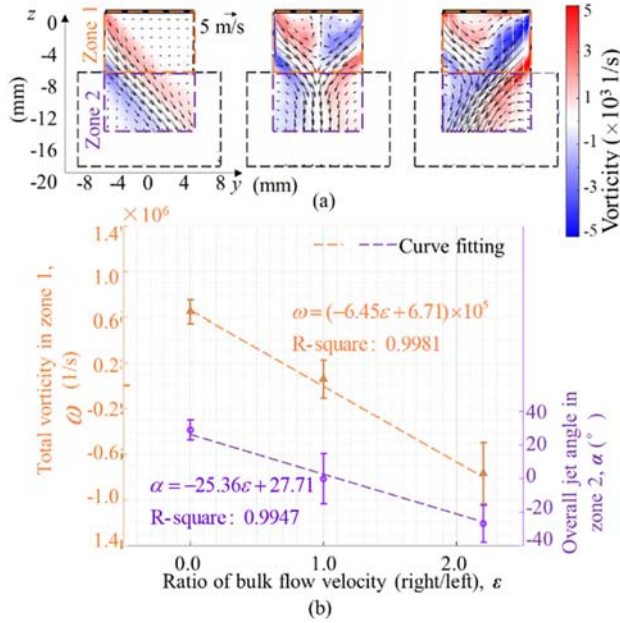 (a)
z
0
-4
-8
-12
-16
-20
(mm)
Zone 1
Zone 2
5 m/s
-8 -4 0 4 8
y (mm)
5
3
1
-1
-3
-5
Vorticity (×10³ 1/s)
(a)
×10⁶
1.4
1.0
0.6
0.2
-0.2
-0.6
-1.0
1.4
Total vorticity in zone 1,
ω (1/s)
Curve fitting
ω=(−6.45ε+6.71)×10⁵
R-square: 0.9981
α=−25.36ε+27.71
R-square: 0.9947
40
20
0
-20
-40
Overall jet angle in
zone 2, α (°)
0.0 1.0 2.0
Ratio of bulk flow velocity (right/left), ε
(b)